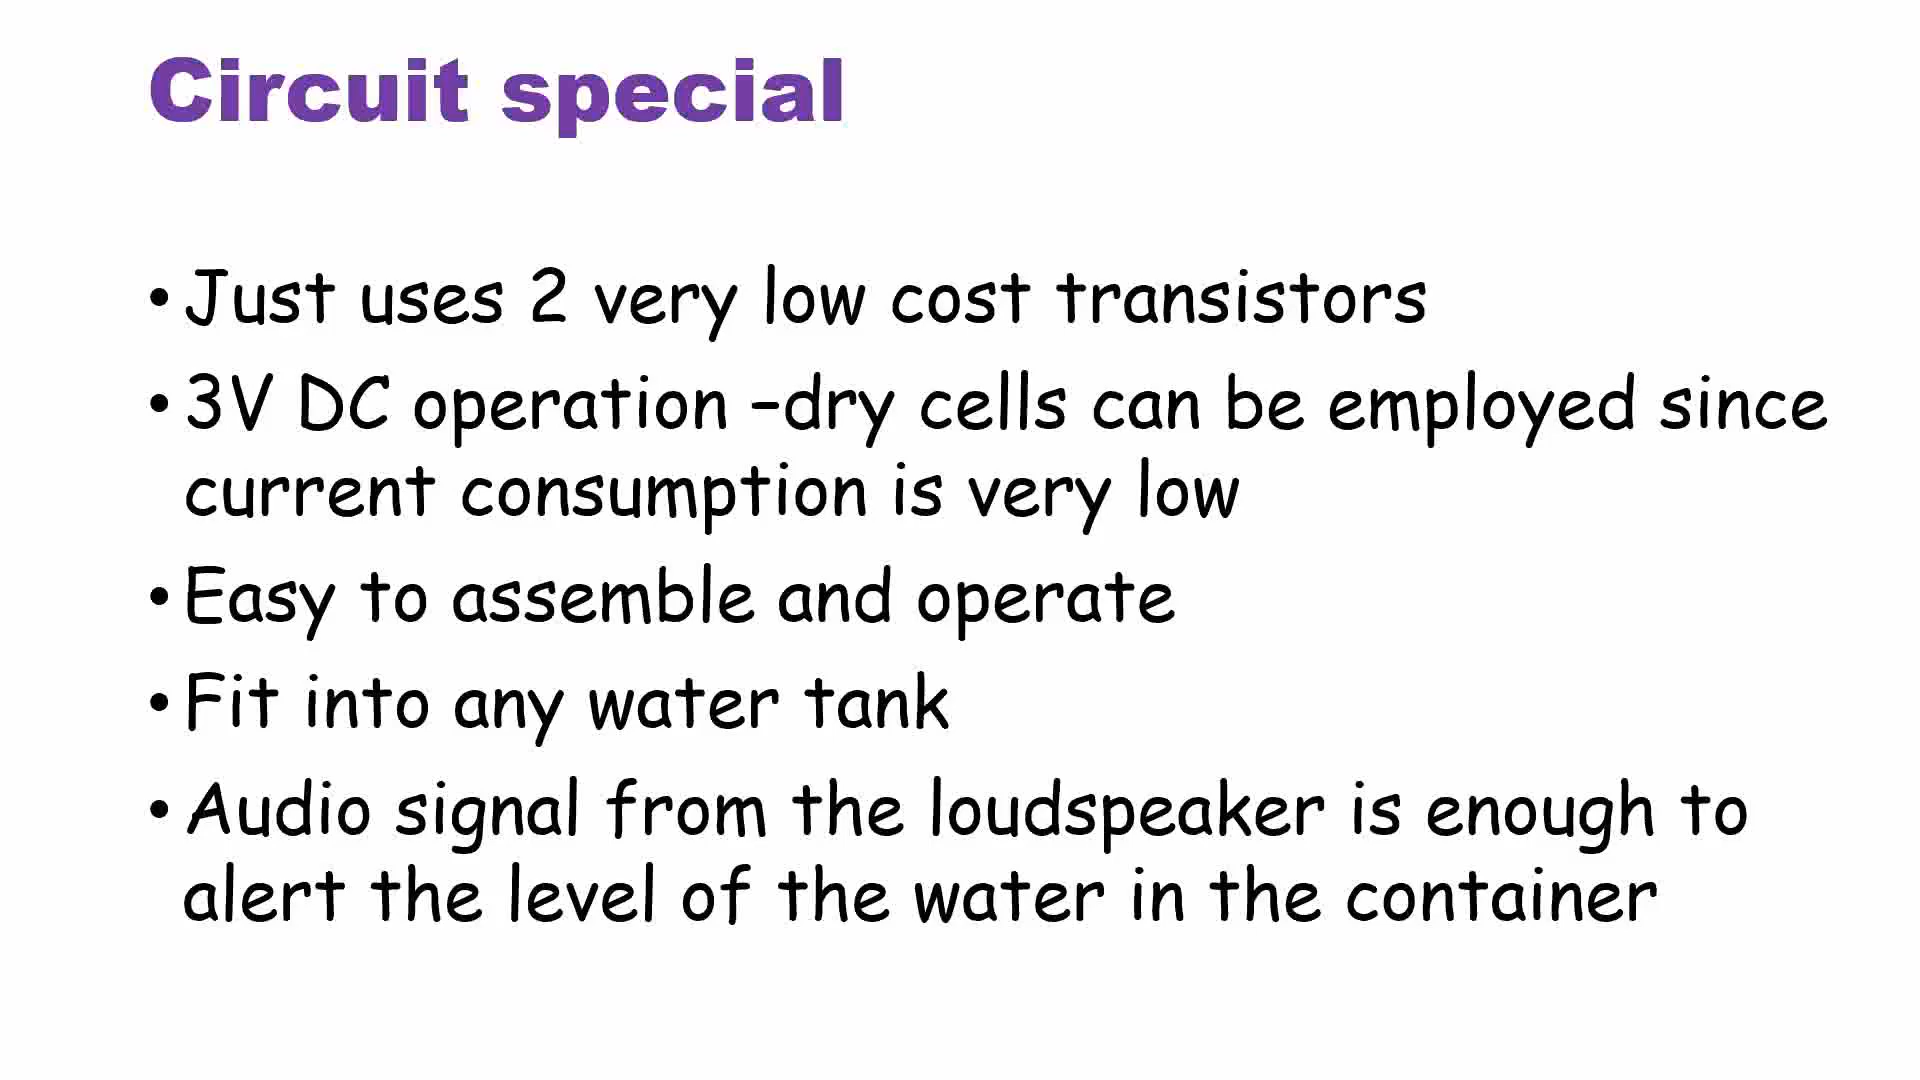 Circuit special
• Just uses 2 very low cost transistors
• 3V DC operation –dry cells can be employed since
current consumption is very low
• Easy to assemble and operate
• Fit into any water tank
• Audio signal from the loudspeaker is enough to
alert the level of the water in the container